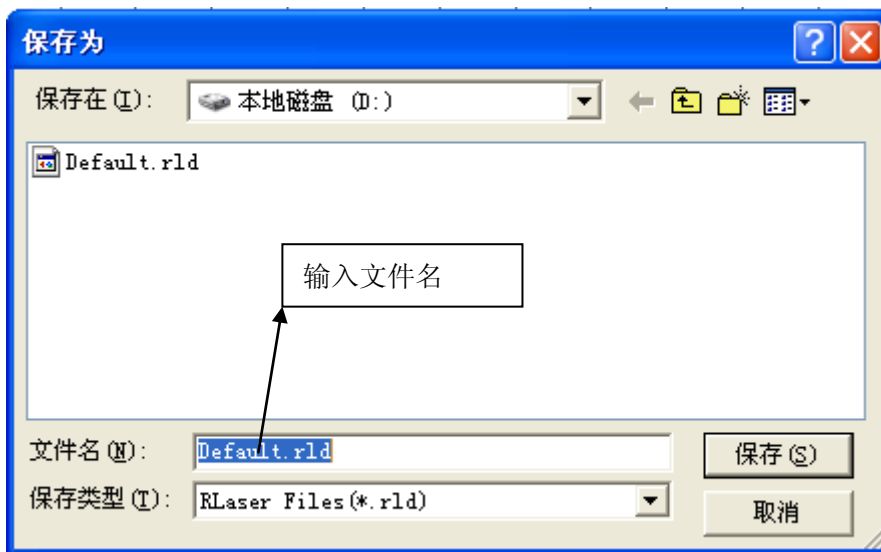 保存为
保存在(I): 本地磁盘 (D:)
Default.rld
输入文件名
文件名(N): Default.rld 保存(S)
保存类型(T): RLaser Files(*.rld) 取消